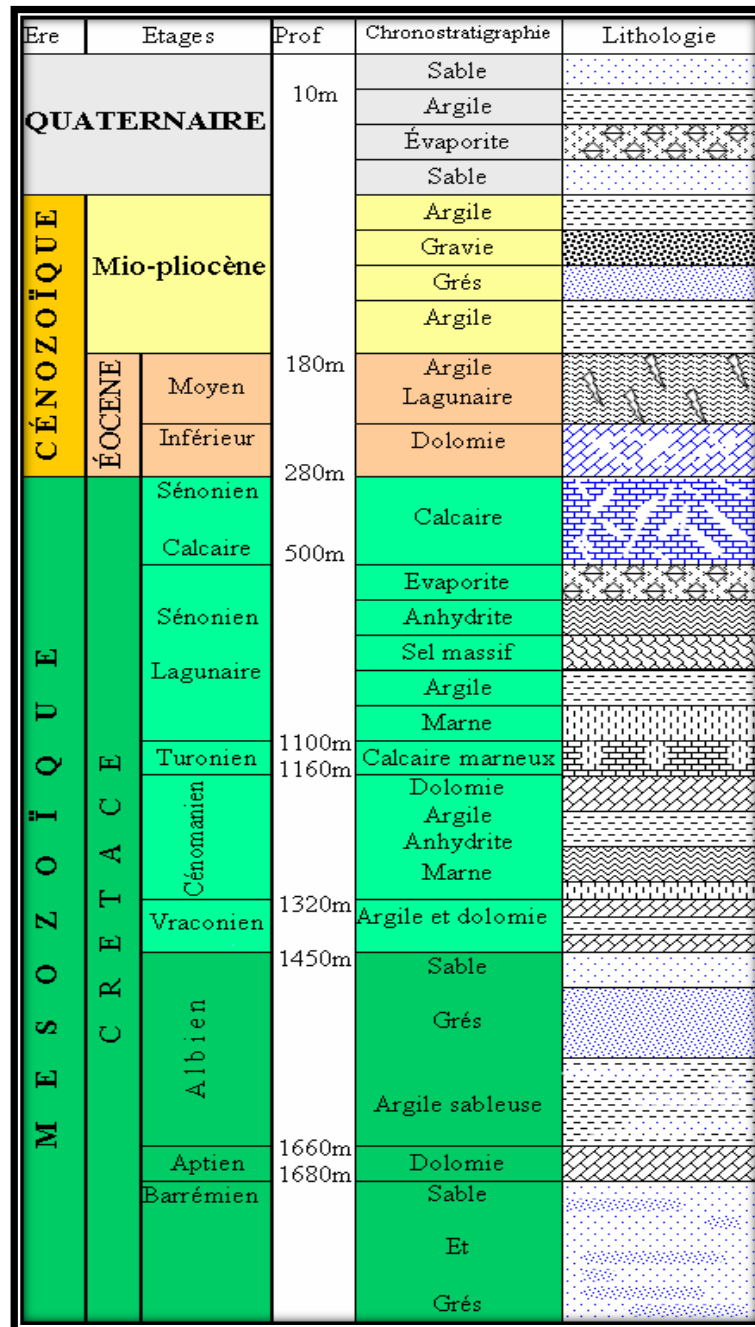 Ere Etages Prof Chronostratigraphie Lithologie
QUATERNAIRE
10m
Sable
Argile
Évaporite
Sable
CÉNOZOÏQUE
Mio-pliocène
Argile
Gravie
Grés
Argile
ÉOCENE
Moyen
180m
Argile
Lagunaire
Inférieur
Dolomie
280m
MESOZOÏQUE
CRETACE
Sénonien
Calcaire
Calcaire
500m
Sénonien
Lagunaire
Evaporite
Anhydrite
Sel massif
Argile
Marne
1100m
Turonien
Calcaire marneux
1160m
Cénomanien
Dolomie
Argile
Anhydrite
Marne
1320m
Vraconien
Argile et dolomie
1450m
Albien
Sable
Grés
Argile sableuse
1660m
Aptien
Dolomie
1680m
Barrémien
Sable
Et
Grés